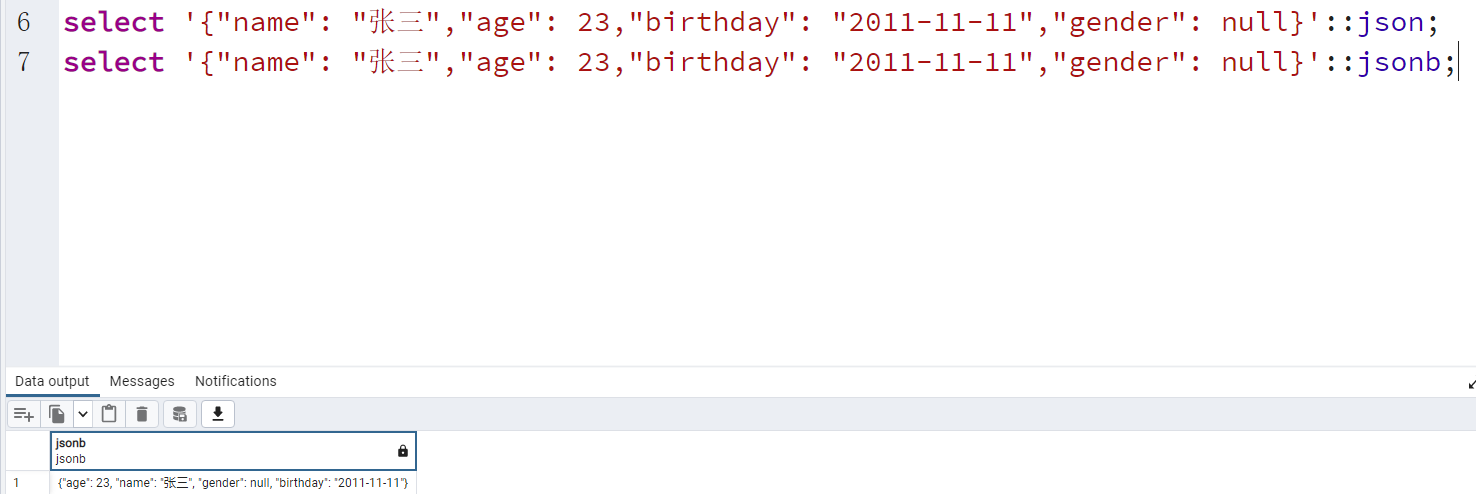 6 select '{"name": "张三","age": 23,"birthday": "2011-11-11","gender": null}'::json;
7 select '{"name": "张三","age": 23,"birthday": "2011-11-11","gender": null}'::jsonb;
Data output Messages Notifications
jsonb
jsonb
1 {"age": 23, "name": "张三", "gender": null, "birthday": "2011-11-11"}